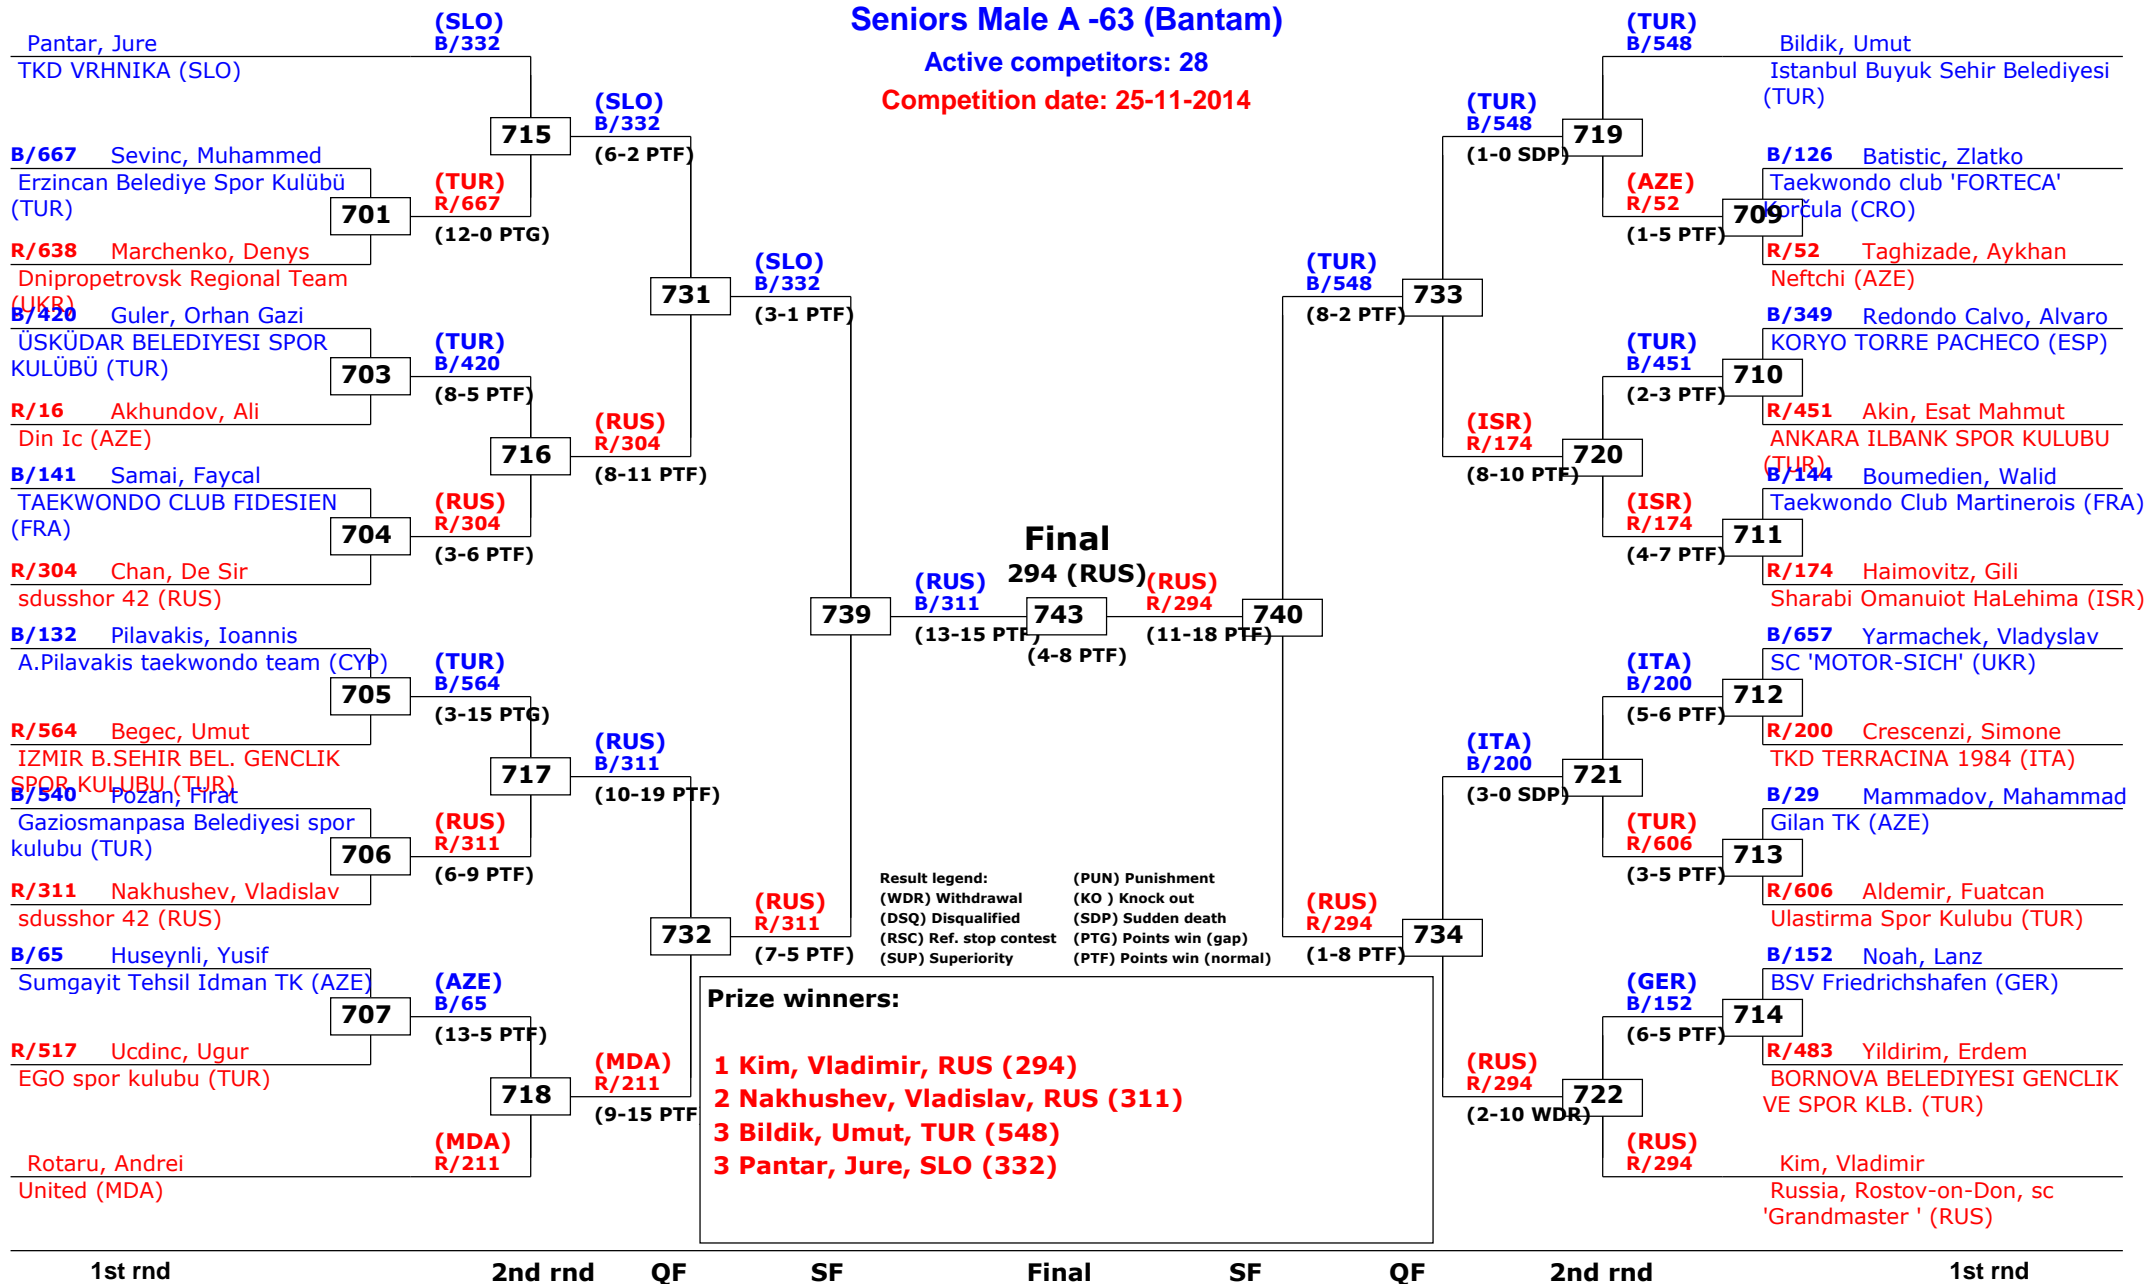 Seniors Male A -63 (Bantam)
Active competitors: 28
Competition date: 25-11-2014
Pantar, Jure
TKD VRHNIKA (SLO)
(SLO)
B/332
715
(SLO)
B/332
(6-2 PTF)
B/667 Sevinc, Muhammed
Erzincan Belediye Spor Kulübü
(TUR)
701
(TUR)
R/667
(12-0 PTG)
R/638 Marchenko, Denys
Dnipropetrovsk Regional Team
(UKR)
731
(SLO)
B/332
(3-1 PTF)
B/420 Guler, Orhan Gazi
ÜSKÜDAR BELEDIYESI SPOR
KULÜBÜ (TUR)
703
(TUR)
B/420
(8-5 PTF)
R/16 Akhundov, Ali
Din Ic (AZE)
716
(RUS)
R/304
(8-11 PTF)
B/141 Samai, Faycal
TAEKWONDO CLUB FIDESIEN
(FRA)
704
(RUS)
R/304
(3-6 PTF)
R/304 Chan, De Sir
sdusshor 42 (RUS)
739
(RUS)
B/311
(13-15 PTF)
B/132 Pilavakis, Ioannis
A.Pilavakis taekwondo team (CYP)
705
(TUR)
B/564
(3-15 PTG)
R/564 Begec, Umut
IZMIR B.SEHIR BEL. GENCLIK
SPOR KULUBU (TUR)
717
(RUS)
B/311
(10-19 PTF)
B/540 Pozan, Firat
Gaziosmanpasa Belediyesi spor
kulubu (TUR)
706
(RUS)
R/311
(6-9 PTF)
R/311 Nakhushev, Vladislav
sdusshor 42 (RUS)
732
(RUS)
R/311
(7-5 PTF)
B/65 Huseynli, Yusif
Sumgayit Tehsil Idman TK (AZE)
707
(AZE)
B/65
(13-5 PTF)
R/517 Ucdinc, Ugur
EGO spor kulubu (TUR)
718
(MDA)
R/211
(9-15 PTF
(MDA)
R/211
Rotaru, Andrei
United (MDA)
Final
294 (RUS)
743
(4-8 PTF)
(RUS)
R/294
(11-18 PTF)
740
(TUR)
B/548
Bildik, Umut
Istanbul Buyuk Sehir Belediyesi
(TUR)
(TUR)
B/548
(1-0 SDP)
719
B/126 Batistic, Zlatko
Taekwondo club 'FORTECA'
Korčula (CRO)
(AZE)
R/52
(1-5 PTF)
709
R/52 Taghizade, Aykhan
Neftchi (AZE)
(TUR)
B/548
(8-2 PTF)
733
B/349 Redondo Calvo, Alvaro
KORYO TORRE PACHECO (ESP)
(TUR)
B/451
(2-3 PTF)
710
R/451 Akin, Esat Mahmut
ANKARA ILBANK SPOR KULUBU
(TUR)
(ISR)
R/174
(8-10 PTF)
720
B/144 Boumedien, Walid
Taekwondo Club Martinerois (FRA)
(ISR)
R/174
(4-7 PTF)
711
R/174 Haimovitz, Gili
Sharabi Omanuiot HaLehima (ISR)
B/657 Yarmachek, Vladyslav
SC 'MOTOR-SICH' (UKR)
(ITA)
B/200
(5-6 PTF)
712
R/200 Crescenzi, Simone
TKD TERRACINA 1984 (ITA)
(ITA)
B/200
(3-0 SDP)
721
B/29 Mammadov, Mahammad
Gilan TK (AZE)
(TUR)
R/606
(3-5 PTF)
713
R/606 Aldemir, Fuatcan
Ulastirma Spor Kulubu (TUR)
(RUS)
R/294
(1-8 PTF)
734
B/152 Noah, Lanz
BSV Friedrichshafen (GER)
(GER)
B/152
(6-5 PTF)
714
R/483 Yildirim, Erdem
BORNOVA BELEDIYESI GENCLIK
VE SPOR KLB. (TUR)
(RUS)
R/294
(2-10 WDR)
722
(RUS)
R/294
Kim, Vladimir
Russia, Rostov-on-Don, sc
'Grandmaster ' (RUS)
Result legend: (PUN) Punishment
(WDR) Withdrawal (KO ) Knock out
(DSQ) Disqualified (SDP) Sudden death
(RSC) Ref. stop contest (PTG) Points win (gap)
(SUP) Superiority (PTF) Points win (normal)
Prize winners:
1 Kim, Vladimir, RUS (294)
2 Nakhushev, Vladislav, RUS (311)
3 Bildik, Umut, TUR (548)
3 Pantar, Jure, SLO (332)
1st rnd 2nd rnd QF SF Final SF QF 2nd rnd 1st rnd